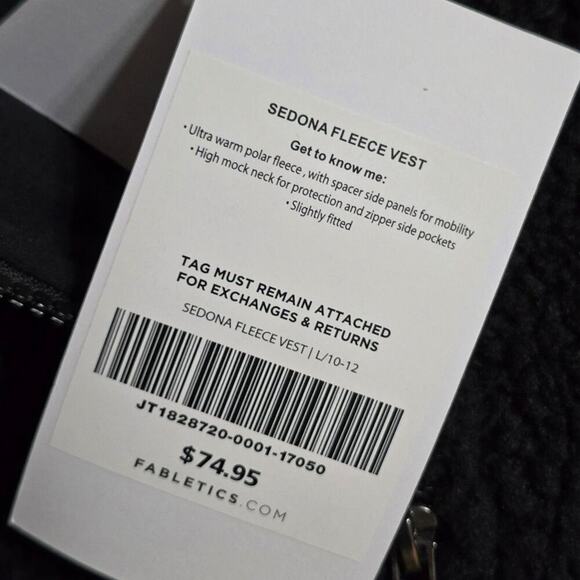 SEDONA FLEECE VEST
Get to know me:
• Ultra warm polar fleece , with spacer side panels for mobility
• High mock neck for protection and zipper side pockets
• Slightly fitted
TAG MUST REMAIN ATTACHED
FOR EXCHANGES & RETURNS
SEDONA FLEECE VEST | L/10-12
JT1828720-0001-17050
$74.95
FABLETICS.COM